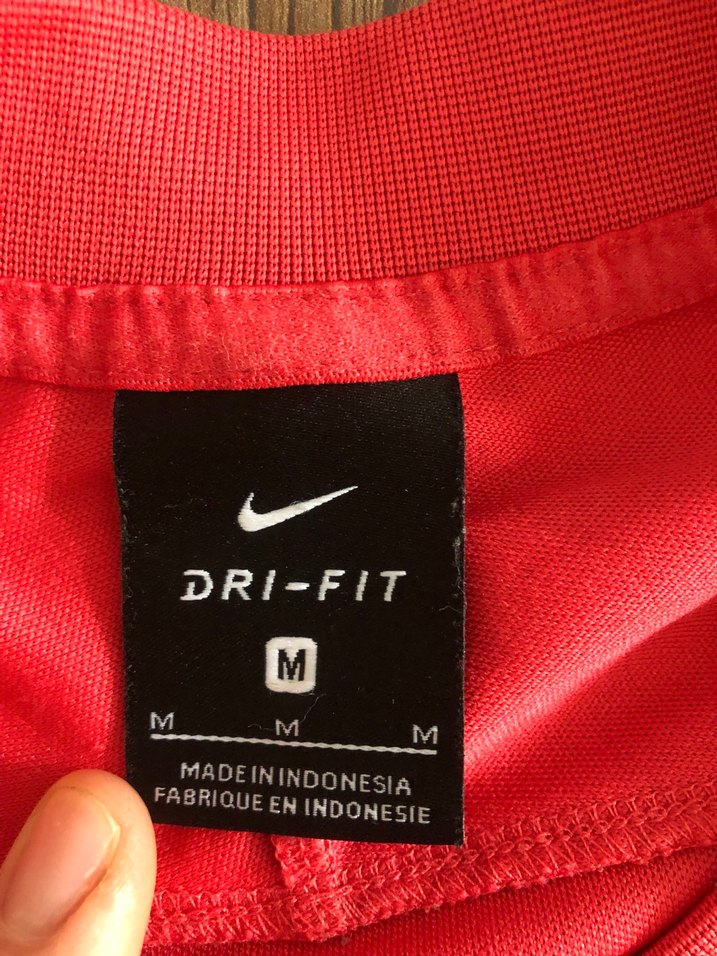 DRI-FIT
M
M M M
MADE IN INDONESIA
FABRIQUE EN INDONESIE